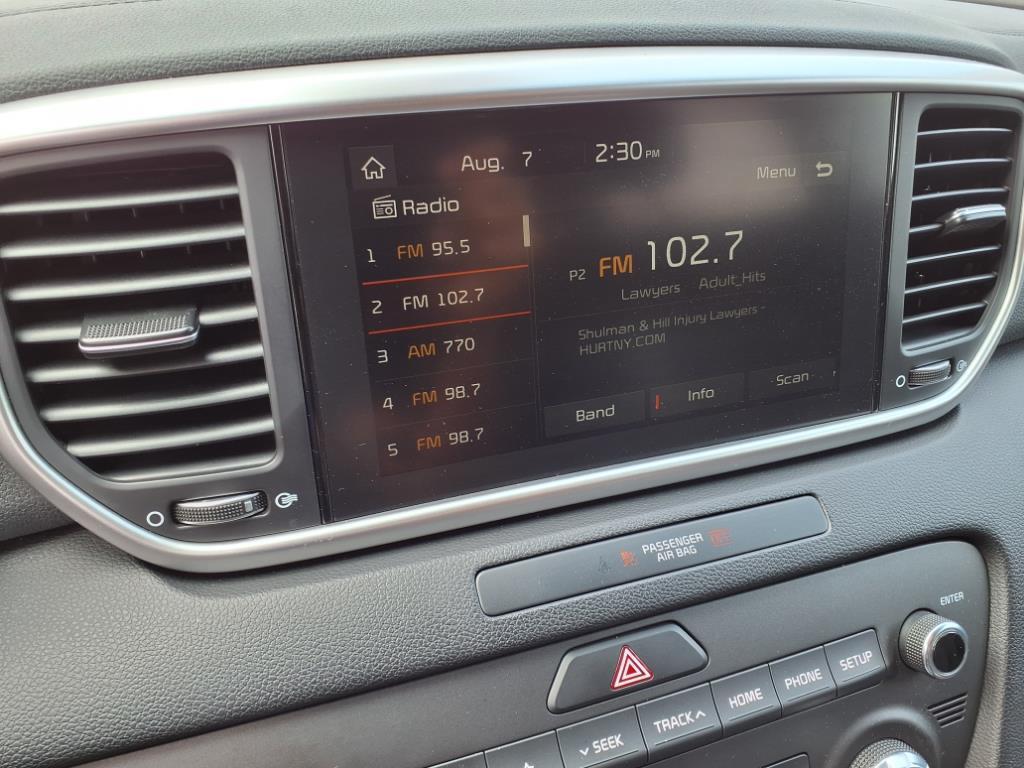 Aug. 7 2:30 PM
Menu
Radio
1 FM 95.5
2 FM 102.7
3 AM 770
4 FM 98.7
5 FM 98.7
P2 FM 102.7
Lawyers Adult_Hits
Shulman & Hill Injury Lawyers -
HURTNY.COM
Band
Info
Scan
PASSENGER
AIR BAG
ENTER
SEEK
TRACK
HOME
PHONE
SETUP